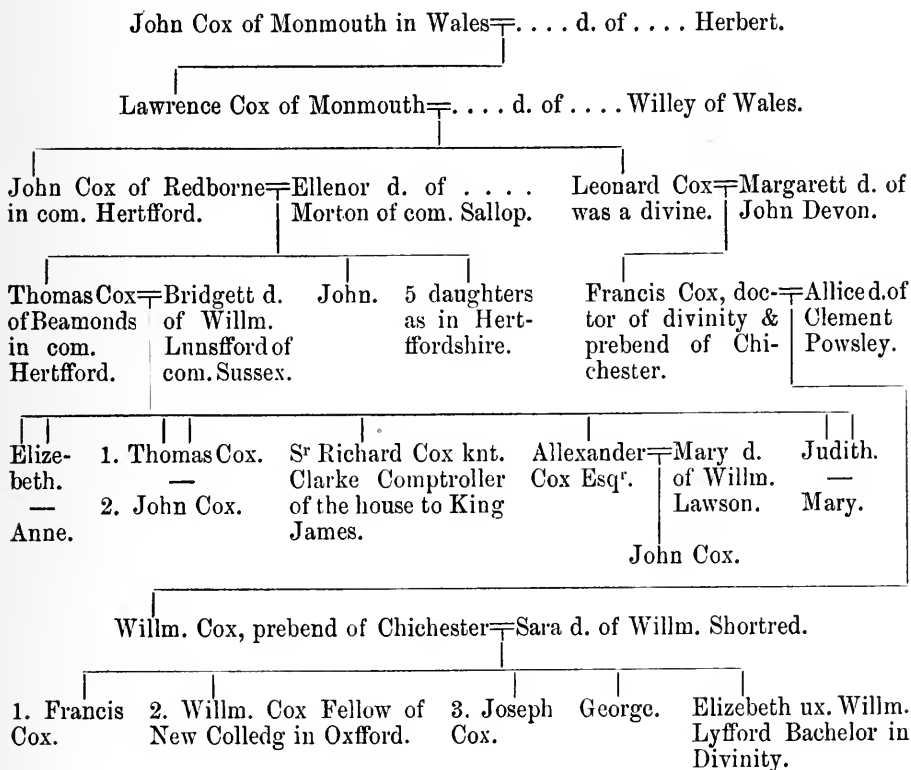 John Cox of Monmouth in Wales=. . . . d. of . . . . Herbert.
Lawrence Cox of Monmouth=. . . . d. of . . . . Willey of Wales.
John Cox of Redborne=Ellenor d. of . . . .
in com. Hertfford. Morton of com. Sallop.
Leonard Cox=Margarett d. of
was a divine. John Devon.
Thomas Cox=Bridgett d.
of Beamonds of Willm.
in com. Lnnsfford of
Hertfford. com. Sussex.
John.
5 daughters
as in Hert-
ffordshire.
Francis Cox, doc-=Allice d. of
tor of divinity & Clement
prebend of Chi- Powsley.
chester.
Elize-
beth.
—
Anne.
1. Thomas Cox.
—
2. John Cox.
Sr Richard Cox knt.
Clarke Comptroller
of the house to King
James.
Allexander=Mary d.
Cox Esqr. of Willm.
Lawson.
John Cox.
Judith.
—
Mary.
Willm. Cox, prebend of Chichester=Sara d. of Willm. Shortred.
1. Francis
Cox.
2. Willm. Cox Fellow of
New Colledg in Oxfford.
3. Joseph
Cox.
George.
Elizebeth ux. Willm.
Lyfford Bachelor in
Divinity.